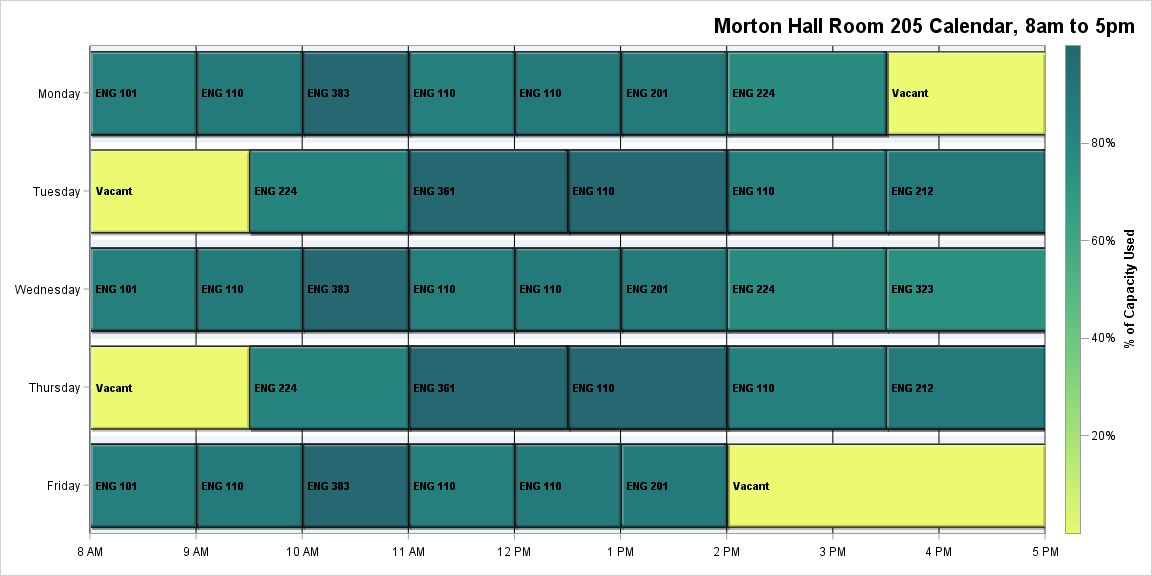 Morton Hall Room 205 Calendar, 8am to 5pm
Monday
ENG 101
ENG 110
ENG 383
ENG 110
ENG 110
ENG 201
ENG 224
Vacant
Tuesday
Vacant
ENG 224
ENG 361
ENG 110
ENG 110
ENG 212
Wednesday
ENG 101
ENG 110
ENG 383
ENG 110
ENG 110
ENG 201
ENG 224
ENG 323
Thursday
Vacant
ENG 224
ENG 361
ENG 110
ENG 110
ENG 212
Friday
ENG 101
ENG 110
ENG 383
ENG 110
ENG 110
ENG 201
Vacant
8 AM
9 AM
10 AM
11 AM
12 PM
1 PM
2 PM
3 PM
4 PM
5 PM
80%
60%
40%
20%
% of Capacity Used